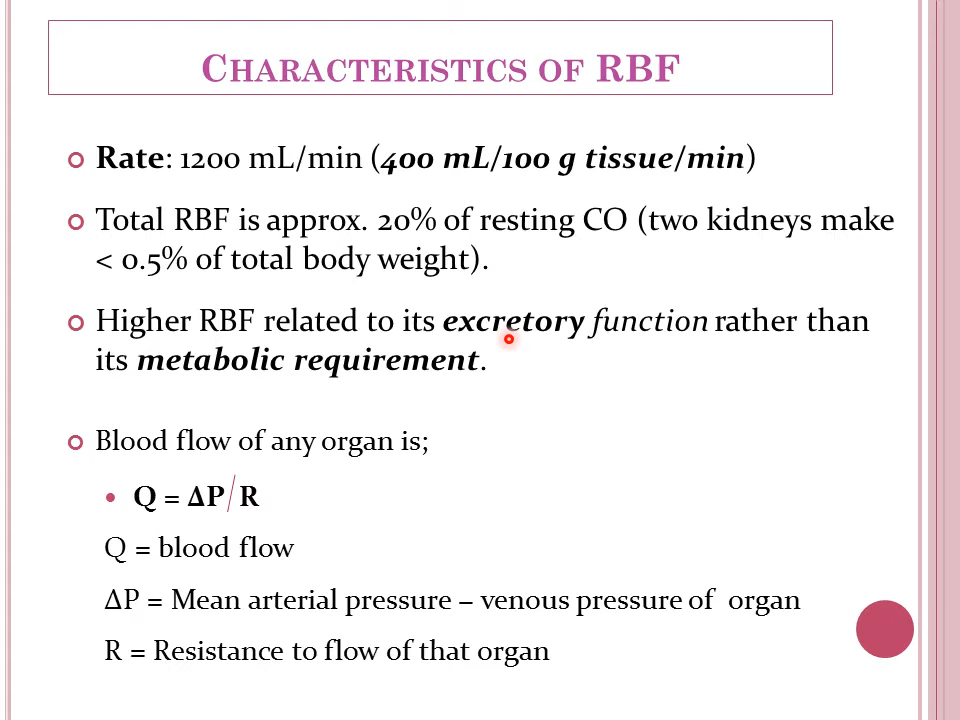 CHARACTERISTICS OF RBF
Rate: 1200 mL/min (400 mL/100 g tissue/min)
Total RBF is approx. 20% of resting CO (two kidneys make
< 0.5% of total body weight).
Higher RBF related to its excretory function rather than
its metabolic requirement.
Blood flow of any organ is;
Q = ΔP/R
Q = blood flow
ΔP = Mean arterial pressure – venous pressure of organ
R = Resistance to flow of that organ